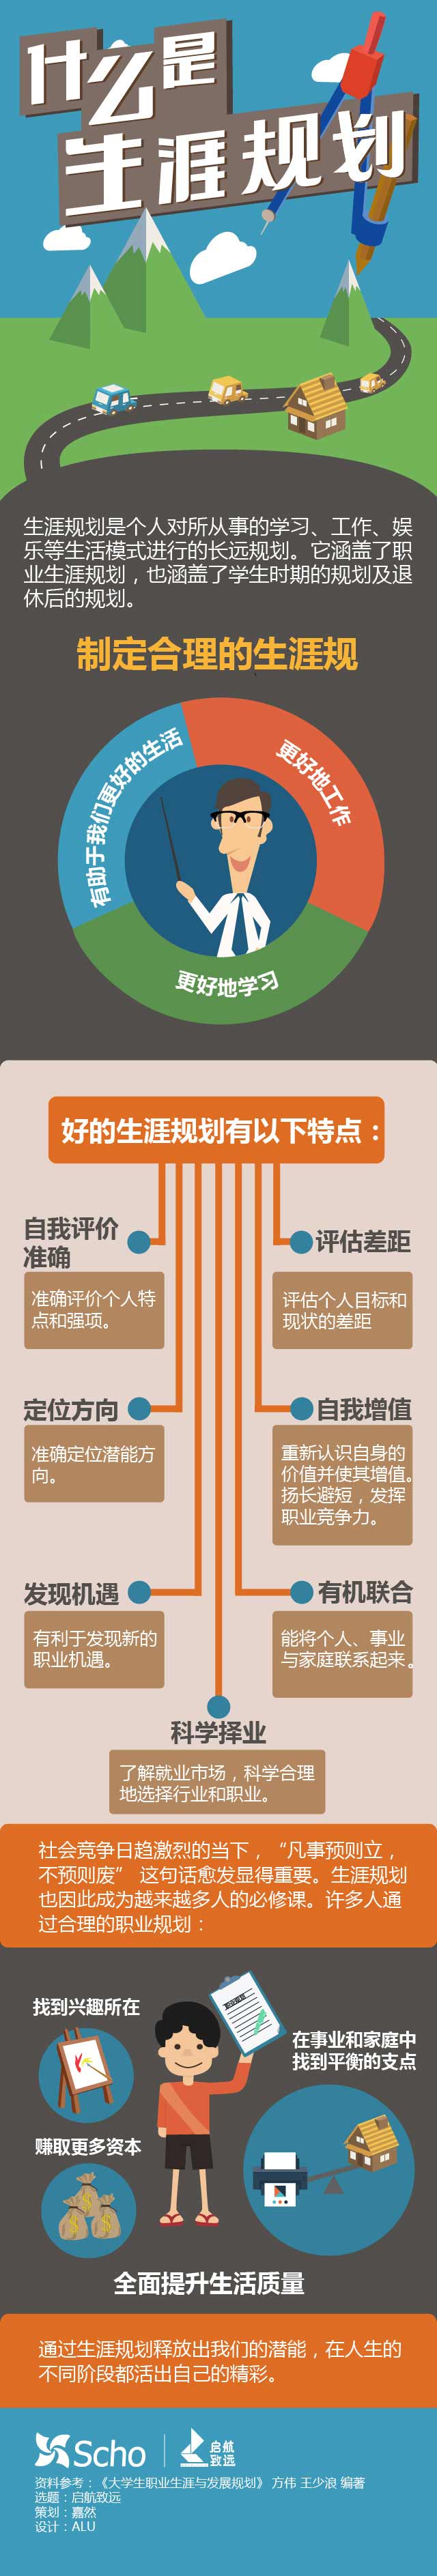 什么是
生涯规划
生涯规划是个人对所从事的学习、工作、娱
乐等生活模式进行的长远规划。它涵盖了职
业生涯规划，也涵盖了学生时期的规划及退
休后的规划。
制定合理的生涯规
有助于我们更好的生活
更好地工作
更好地学习
好的生涯规划有以下特点：
自我评价
准确
准确评价个人特
点和强项。
评估差距
评估个人目标和
现状的差距
定位方向
准确定位潜能方
向。
自我增值
重新认识自身的
价值并使其增值。
扬长避短，发挥
职业竞争力。
发现机遇
有利于发现新的
职业机遇。
有机联合
能将个人、事业
与家庭联系起来。
科学择业
了解就业市场，科学合理
地选择行业和职业。
社会竞争日趋激烈的当下，“凡事预则立，
不预则废” 这句话愈发显得重要。生涯规划
也因此成为越来越多人的必修课。许多人通
过合理的职业规划：
找到兴趣所在
在事业和家庭中
找到平衡的支点
赚取更多资本
全面提升生活质量
通过生涯规划释放出我们的潜能，在人生的
不同阶段都活出自己的精彩。
Scho
启航
致远
资料参考：《大学生职业生涯与发展规划》 方伟 王少浪 编著
选题：启航致远
策划：嘉然
设计：ALU